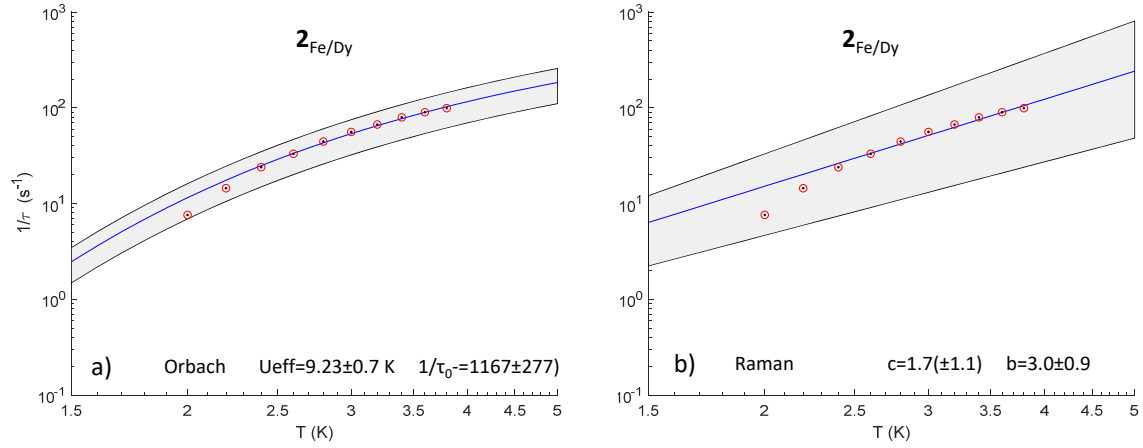 2Fe/Dy
10³
10²
10¹
10⁰
10⁻¹
1/τ (s⁻¹)
a) Orbach Ueff=9.23±0.7 K 1/τ₀-=1167±277)
1.5 2 2.5 3 3.5 4 4.5 5
T (K)
2Fe/Dy
10³
10²
10¹
10⁰
10⁻¹
b) Raman c=1.7(±1.1) b=3.0±0.9
1.5 2 2.5 3 3.5 4 4.5 5
T (K)